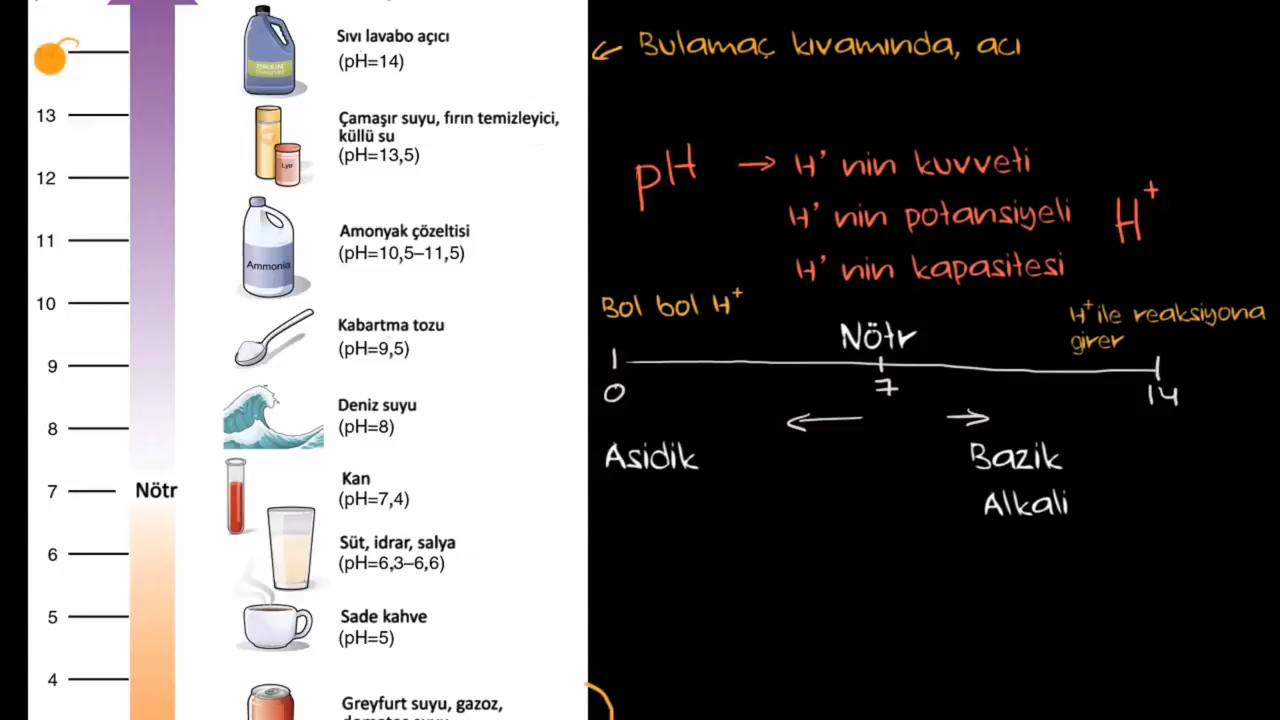 Sıvı lavabo açıcı
(pH=14)
13
Çamaşır suyu, fırın temizleyici,
küllü su
(pH=13,5)
Lye
12
11
Amonyak çözeltisi
(pH=10,5–11,5)
Ammonia
10
Kabartma tozu
(pH=9,5)
9
Deniz suyu
(pH=8)
8
Kan
(pH=7,4)
7
Nötr
Süt, idrar, salya
(pH=6,3–6,6)
6
Sade kahve
(pH=5)
5
4
Greyfurt suyu, gazoz,
domates suyu
Bulamaç kıvamında, acı
pH → H' nin kuvveti
H' nin potansiyeli
H' nin kapasitesi
H⁺
Bol bol H⁺
H⁺ ile reaksiyona
girer
Nötr
0
7
14
Asidik
Bazik
Alkali